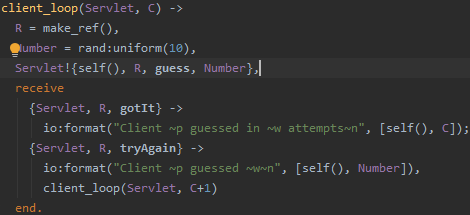 client_loop(Servlet, C) ->
R = make_ref(),
Number = rand:uniform(10),
Servlet!{self(), R, guess, Number},
receive
{Servlet, R, gotIt} ->
io:format("Client ~p guessed in ~w attempts~n", [self(), C]);
{Servlet, R, tryAgain} ->
io:format("Client ~p guessed ~w~n", [self(), Number]),
client_loop(Servlet, C+1)
end.